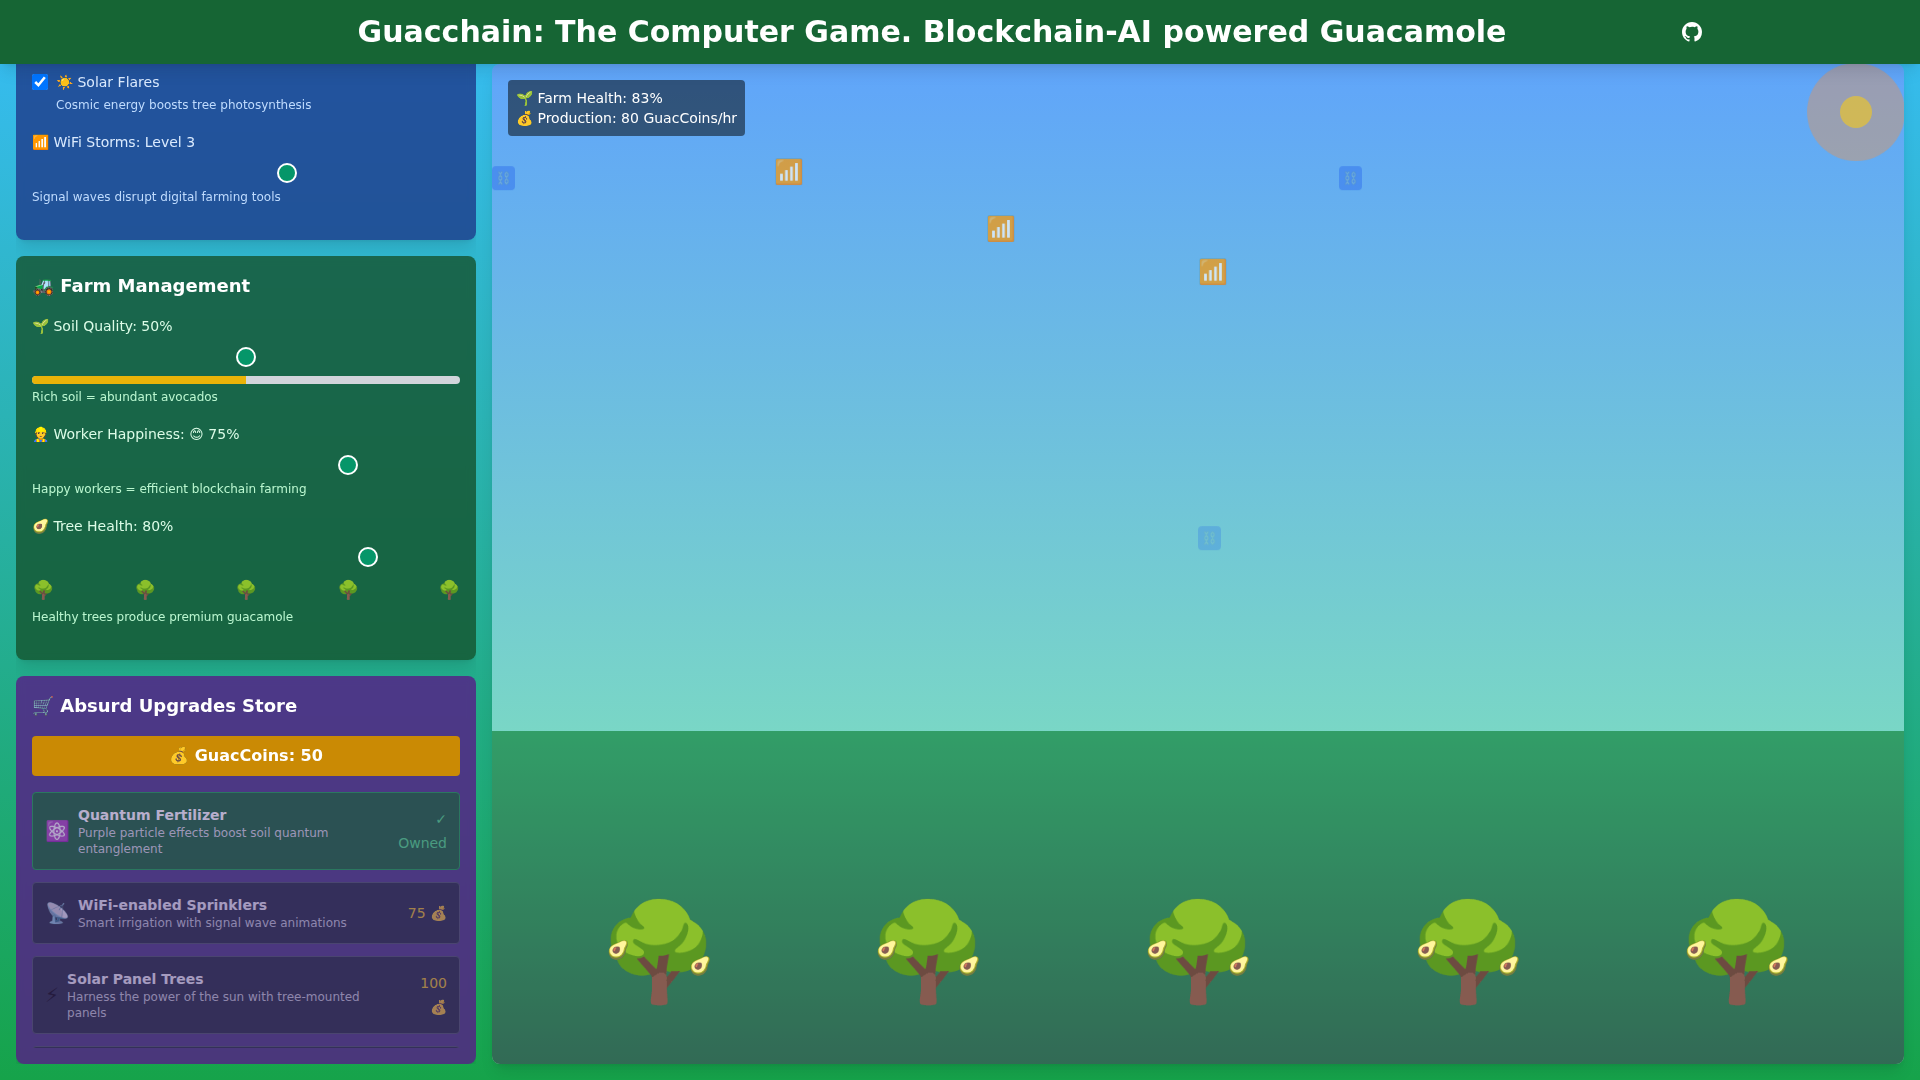 Guacchain: The Computer Game. Blockchain-AI powered Guacamole
☀️ Solar Flares
Cosmic energy boosts tree photosynthesis
📶 WiFi Storms: Level 3
Signal waves disrupt digital farming tools
🚜 Farm Management
🌱 Soil Quality: 50%
Rich soil = abundant avocados
👷 Worker Happiness: 😊 75%
Happy workers = efficient blockchain farming
🥑 Tree Health: 80%
Healthy trees produce premium guacamole
🛒 Absurd Upgrades Store
💰 GuacCoins: 50
Quantum Fertilizer
Purple particle effects boost soil quantum
entanglement
✓
Owned
WiFi-enabled Sprinklers
Smart irrigation with signal wave animations
75 💰
Solar Panel Trees
Harness the power of the sun with tree-mounted
panels
100
💰
🌱 Farm Health: 83%
💰 Production: 80 GuacCoins/hr